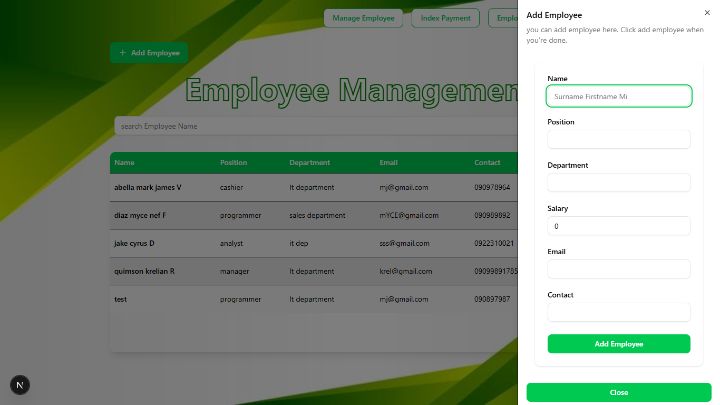 Manage Employee
Index Payment
Emplo
+ Add Employee
Employee Managemen
search Employee Name
Name Position Department Email Contact
abella mark james V cashier It department mj@gmail.com 090978964
diaz myce nef F programmer sales department mYCE@gmail.com 090989892
jake cyrus D analyst it dep sss@gmail.com 0922310021
quimson krelian R manager It department krel@gmail.com 09099891785
test programmer It department mj@gmail.com 090897987
N
Add Employee
you can add employee here. Click add employee when
you're done.
Name
Surname Firstname Mi
Position
Department
Salary
0
Email
Contact
Add Employee
Close